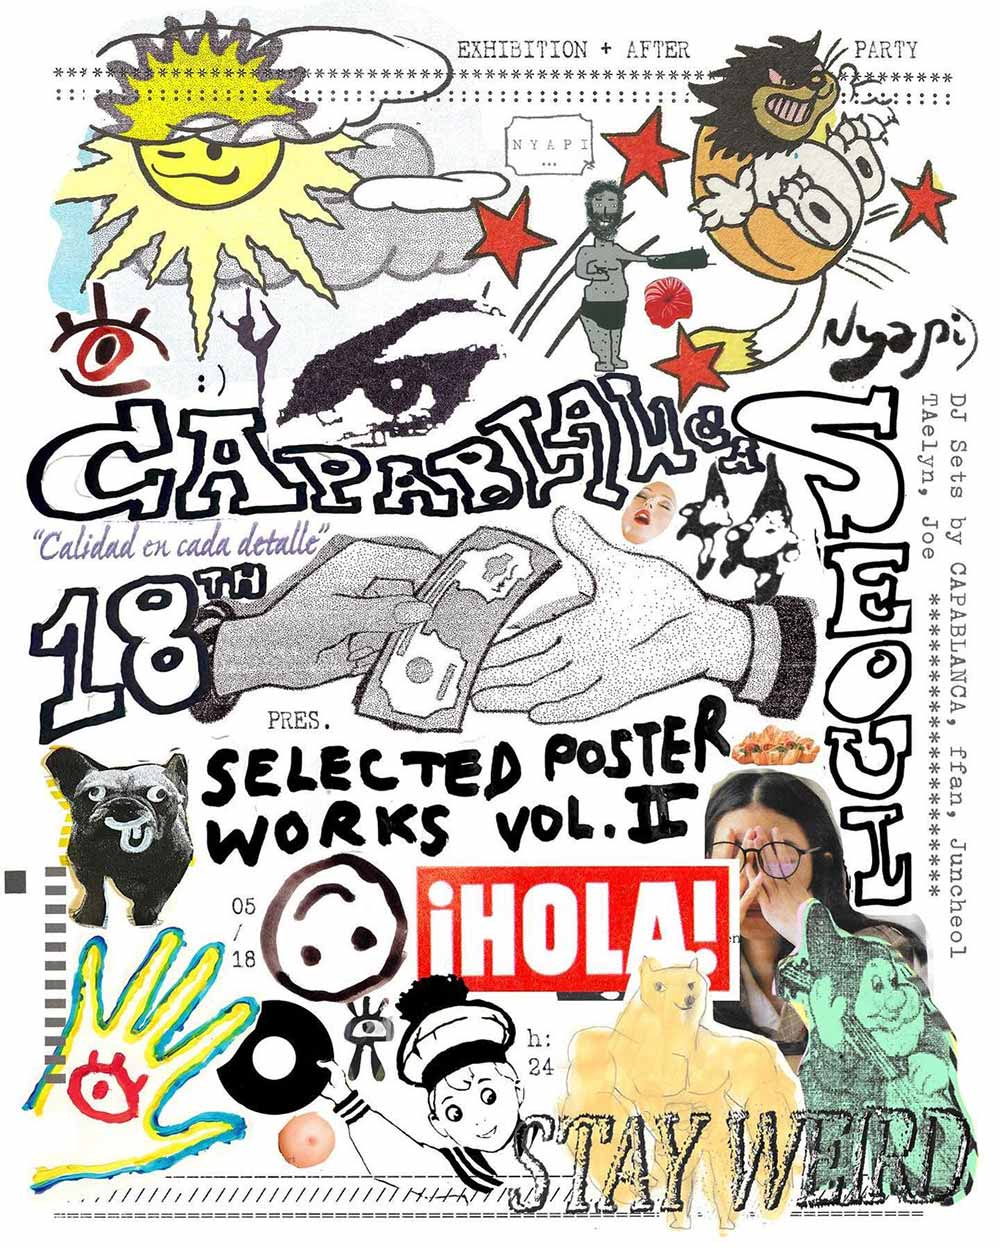 EXHIBITION + AFTER PARTY
NYAPI
...
Nyapi
:)
CAPABLANCA
SEOUL
DJ Sets by CAPABLANCA, ffan, Juncheol
TAelyn, Joe ************************
"Calidad en cada detalle"
18TH
PRES.
SELECTED POSTER
WORKS VOL. II
05
/
18
¡HOLA!
h:
24
STAY WEIRD